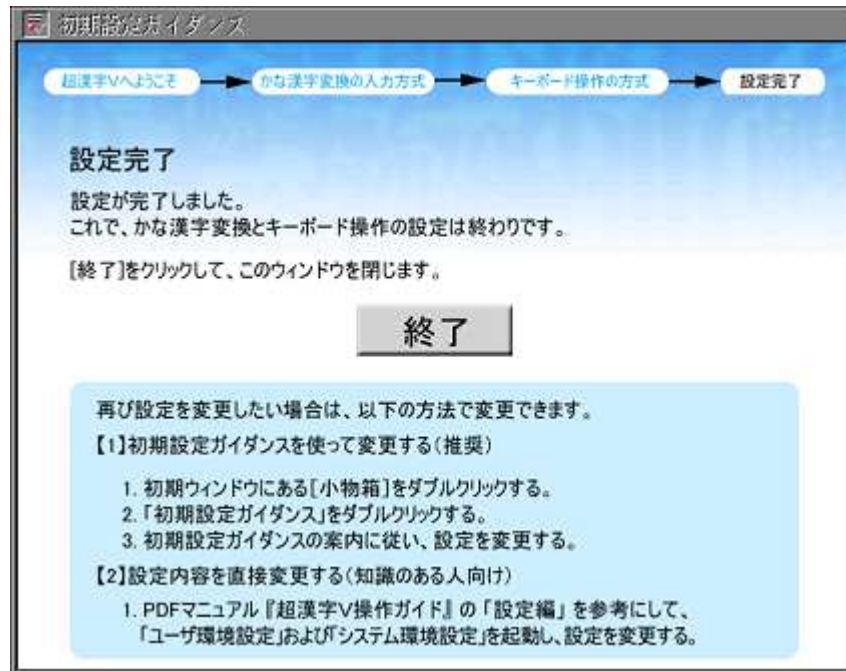 初期設定ガイダンス
超漢字Vへようこそ
かな漢字変換の入力方式
キーボード操作の方式
設定完了
設定完了
設定が完了しました。
これで、かな漢字変換とキーボード操作の設定は終わりです。
[終了]をクリックして、このウィンドウを閉じます。
終了
再び設定を変更したい場合は、以下の方法で変更できます。
【1】初期設定ガイダンスを使って変更する(推奨)
1. 初期ウィンドウにある[小物箱]をダブルクリックする。
2.「初期設定ガイダンス」をダブルクリックする。
3. 初期設定ガイダンスの案内に従い、設定を変更する。
【2】設定内容を直接変更する(知識のある人向け)
1. PDFマニュアル『超漢字V操作ガイド』の「設定編」を参考にして、
「ユーザ環境設定」および「システム環境設定」を起動し、設定を変更する。